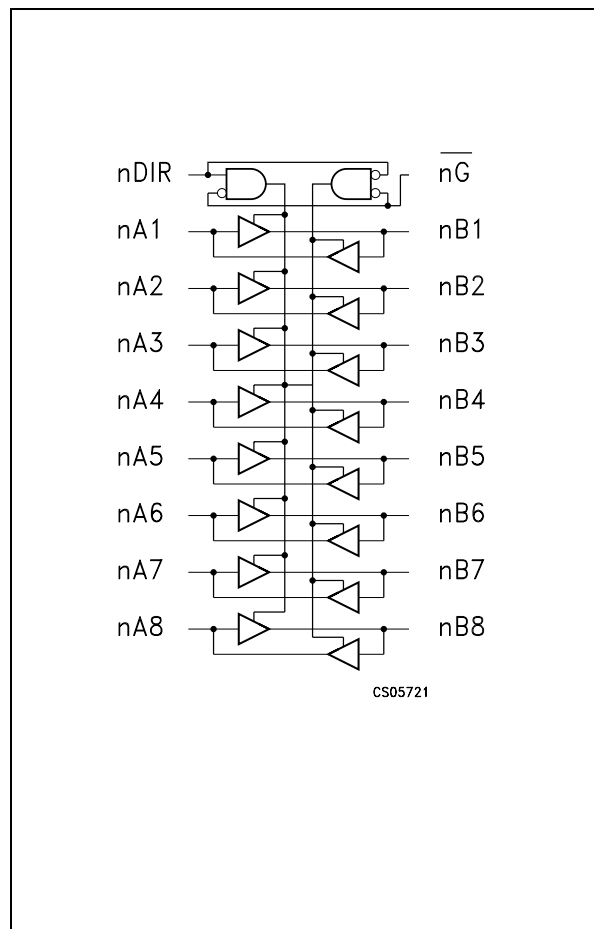 nDIR nG̅
nA1 nB1
nA2 nB2
nA3 nB3
nA4 nB4
nA5 nB5
nA6 nB6
nA7 nB7
nA8 nB8
CS05721